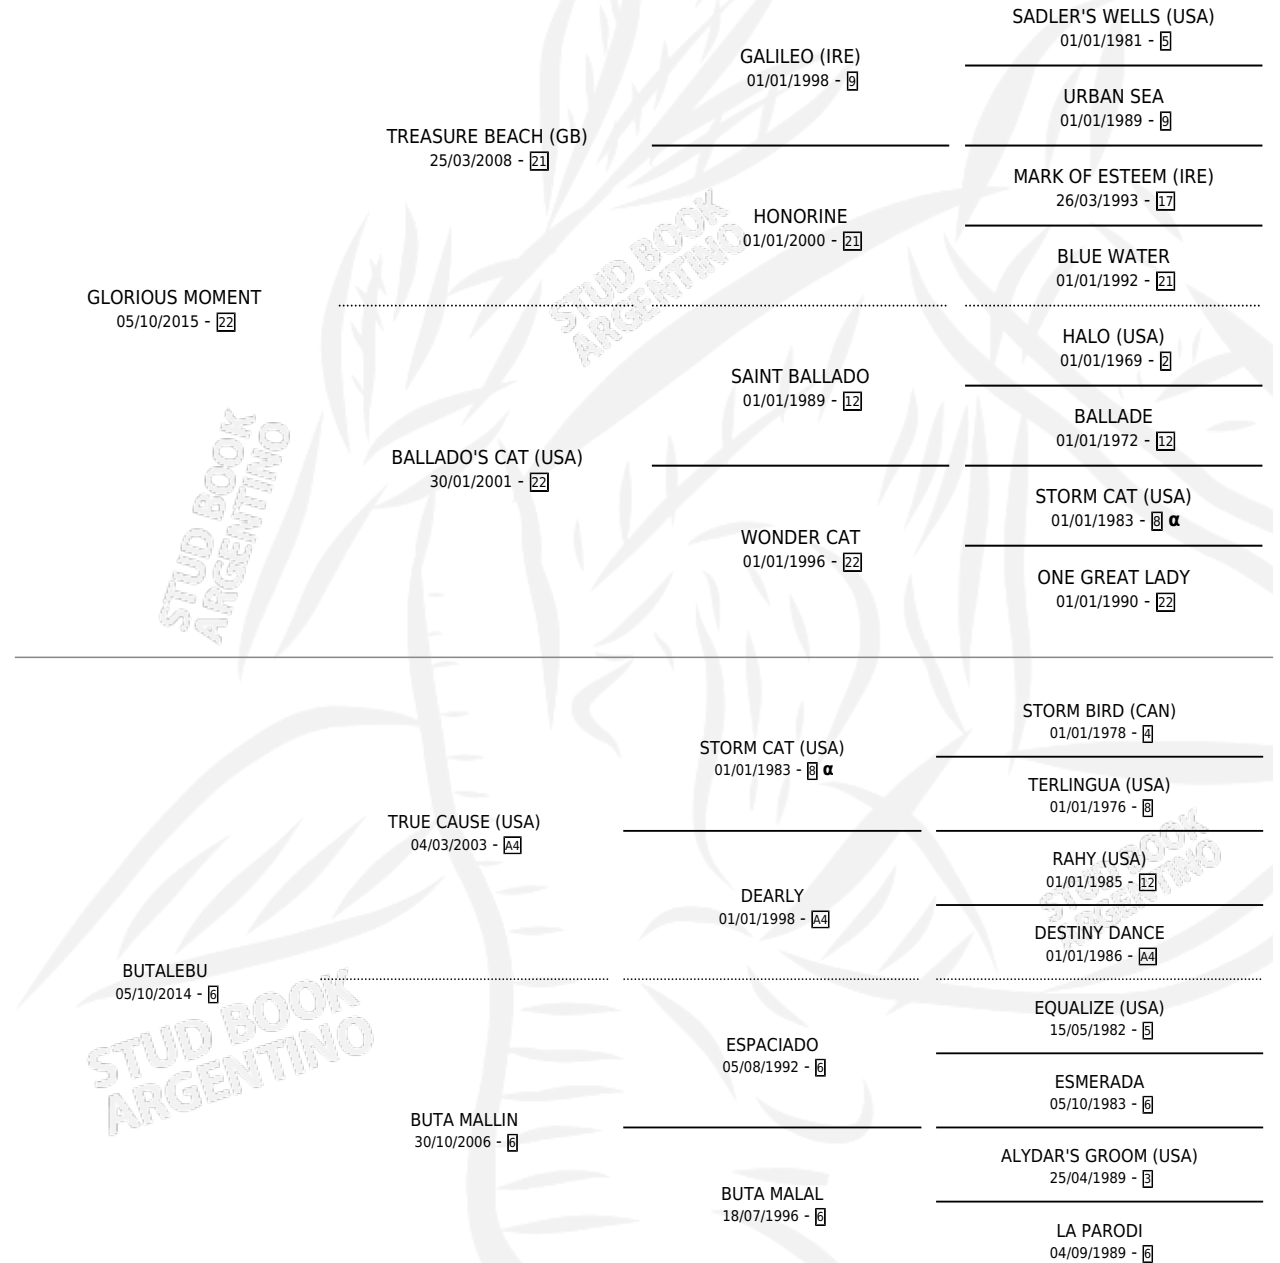 SADLER'S WELLS (USA)
01/01/1981 - 5
GALILEO (IRE)
01/01/1998 - 9
URBAN SEA
01/01/1989 - 9
TREASURE BEACH (GB)
25/03/2008 - 21
MARK OF ESTEEM (IRE)
26/03/1993 - 17
HONORINE
01/01/2000 - 21
BLUE WATER
01/01/1992 - 21
GLORIOUS MOMENT
05/10/2015 - 22
HALO (USA)
01/01/1969 - 2
SAINT BALLADO
01/01/1989 - 12
BALLADE
01/01/1972 - 12
BALLADO'S CAT (USA)
30/01/2001 - 22
STORM CAT (USA)
01/01/1983 - 8 α
WONDER CAT
01/01/1996 - 22
ONE GREAT LADY
01/01/1990 - 22
STORM BIRD (CAN)
01/01/1978 - 4
STORM CAT (USA)
01/01/1983 - 8 α
TERLINGUA (USA)
01/01/1976 - 8
TRUE CAUSE (USA)
04/03/2003 - A4
RAHY (USA)
01/01/1985 - 12
DEARLY
01/01/1998 - A4
DESTINY DANCE
01/01/1986 - A4
BUTALEBU
05/10/2014 - 6
EQUALIZE (USA)
15/05/1982 - 5
ESPACIADO
05/08/1992 - 6
ESMERADA
05/10/1983 - 6
BUTA MALLIN
30/10/2006 - 6
ALYDAR'S GROOM (USA)
25/04/1989 - 3
BUTA MALAL
18/07/1996 - 6
LA PARODI
04/09/1989 - 6
STUD BOOK
ARGENTINO
STUD BOOK
ARGENTINO
STUD BOOK
ARGENTINO
STUD BOOK
ARGENTINO